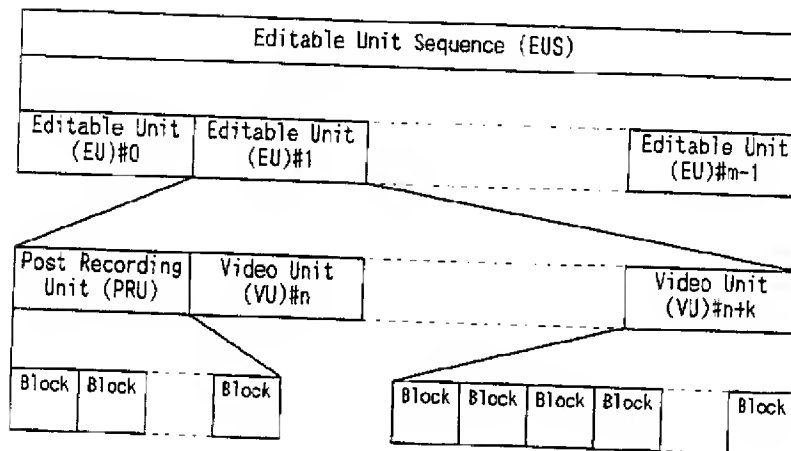 Editable Unit Sequence (EUS)
Editable Unit
(EU)#0
Editable Unit
(EU)#1
Editable Unit
(EU)#m-1
Post Recording
Unit (PRU)
Video Unit
(VU)#n
Video Unit
(VU)#n+k
Block
Block
Block
Block
Block
Block
Block
Block